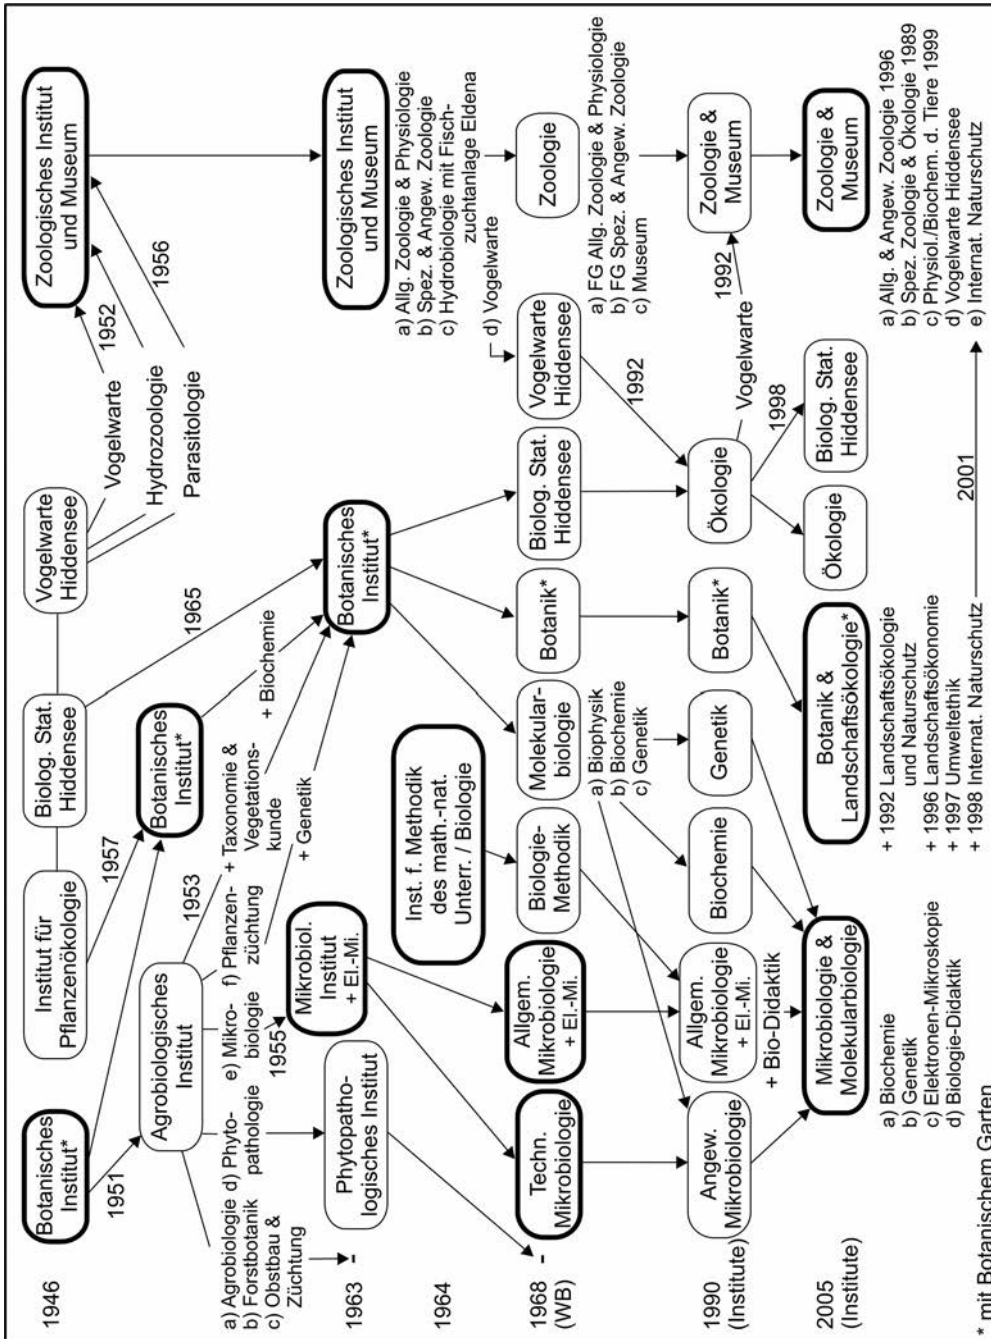 1946
Botanisches
Institut*
Institut für
Pflanzenökologie
Biolog. Stat.
Hiddensee
Vogelwarte
Hiddensee
Zoologisches Institut
und Museum
1951
1957
1965
Vogelwarte
Hydrozoologie
Parasitologie
1952
1956
Agrobiologisches
Institut
Botanisches
Institut*
1953
a) Agrobiologie
b) Forstbotanik
c) Obstbau &
Züchtung
d) Phyto-
pathologie
e) Mikro-
biologie
f) Pflanzen-
züchtung
1955
+ Taxonomie &
Vegetations-
kunde
+ Genetik
+ Biochemie
1963
-
Phytopatho-
logisches Institut
Mikrobiol.
Institut
+ El.-Mi.
Botanisches
Institut*
Zoologisches Institut
und Museum
a) Allg. Zoologie & Physiologie
b) Spez. & Angew. Zoologie
c) Hydrobiologie mit Fisch-
zuchtanlage Eldena
d) Vogelwarte
1964
Inst. f. Methodik
des math.-nat.
Unterr. / Biologie
1968
(WB)
-
Techn.
Mikrobiologie
Allgem.
Mikrobiologie
+ El.-Mi.
Biologie-
Methodik
Molekular-
biologie
Botanik*
Biolog. Stat.
Hiddensee
Vogelwarte
Hiddensee
Zoologie
a) Biophysik
b) Biochemie
c) Genetik
1992
a) FG Allg. Zoologie & Physiologie
b) FG Spez. & Angew. Zoologie
c) Museum
1990
(Institute)
Angew.
Mikrobiologie
Allgem.
Mikrobiologie
+ El.-Mi.
+ Bio-Didaktik
Biochemie
Genetik
Botanik*
Ökologie
Vogelwarte
1992
1998
Zoologie &
Museum
2005
(Institute)
Mikrobiologie &
Molekularbiologie
Botanik &
Landschaftsökologie*
Ökologie
Biolog. Stat.
Hiddensee
Zoologie &
Museum
a) Biochemie
b) Genetik
c) Elektronen-Mikroskopie
d) Biologie-Didaktik
+ 1992 Landschaftsökologie
und Naturschutz
+ 1996 Landschaftsökonomie
+ 1997 Umweltethik
+ 1998 Internat. Naturschutz
2001
a) Allg. & Angew. Zoologie 1996
b) Spez. Zoologie & Ökologie 1989
c) Physiol./Biochem. d. Tiere 1999
d) Vogelwarte Hiddensee
e) Internat. Naturschutz
* mit Botanischem Garten